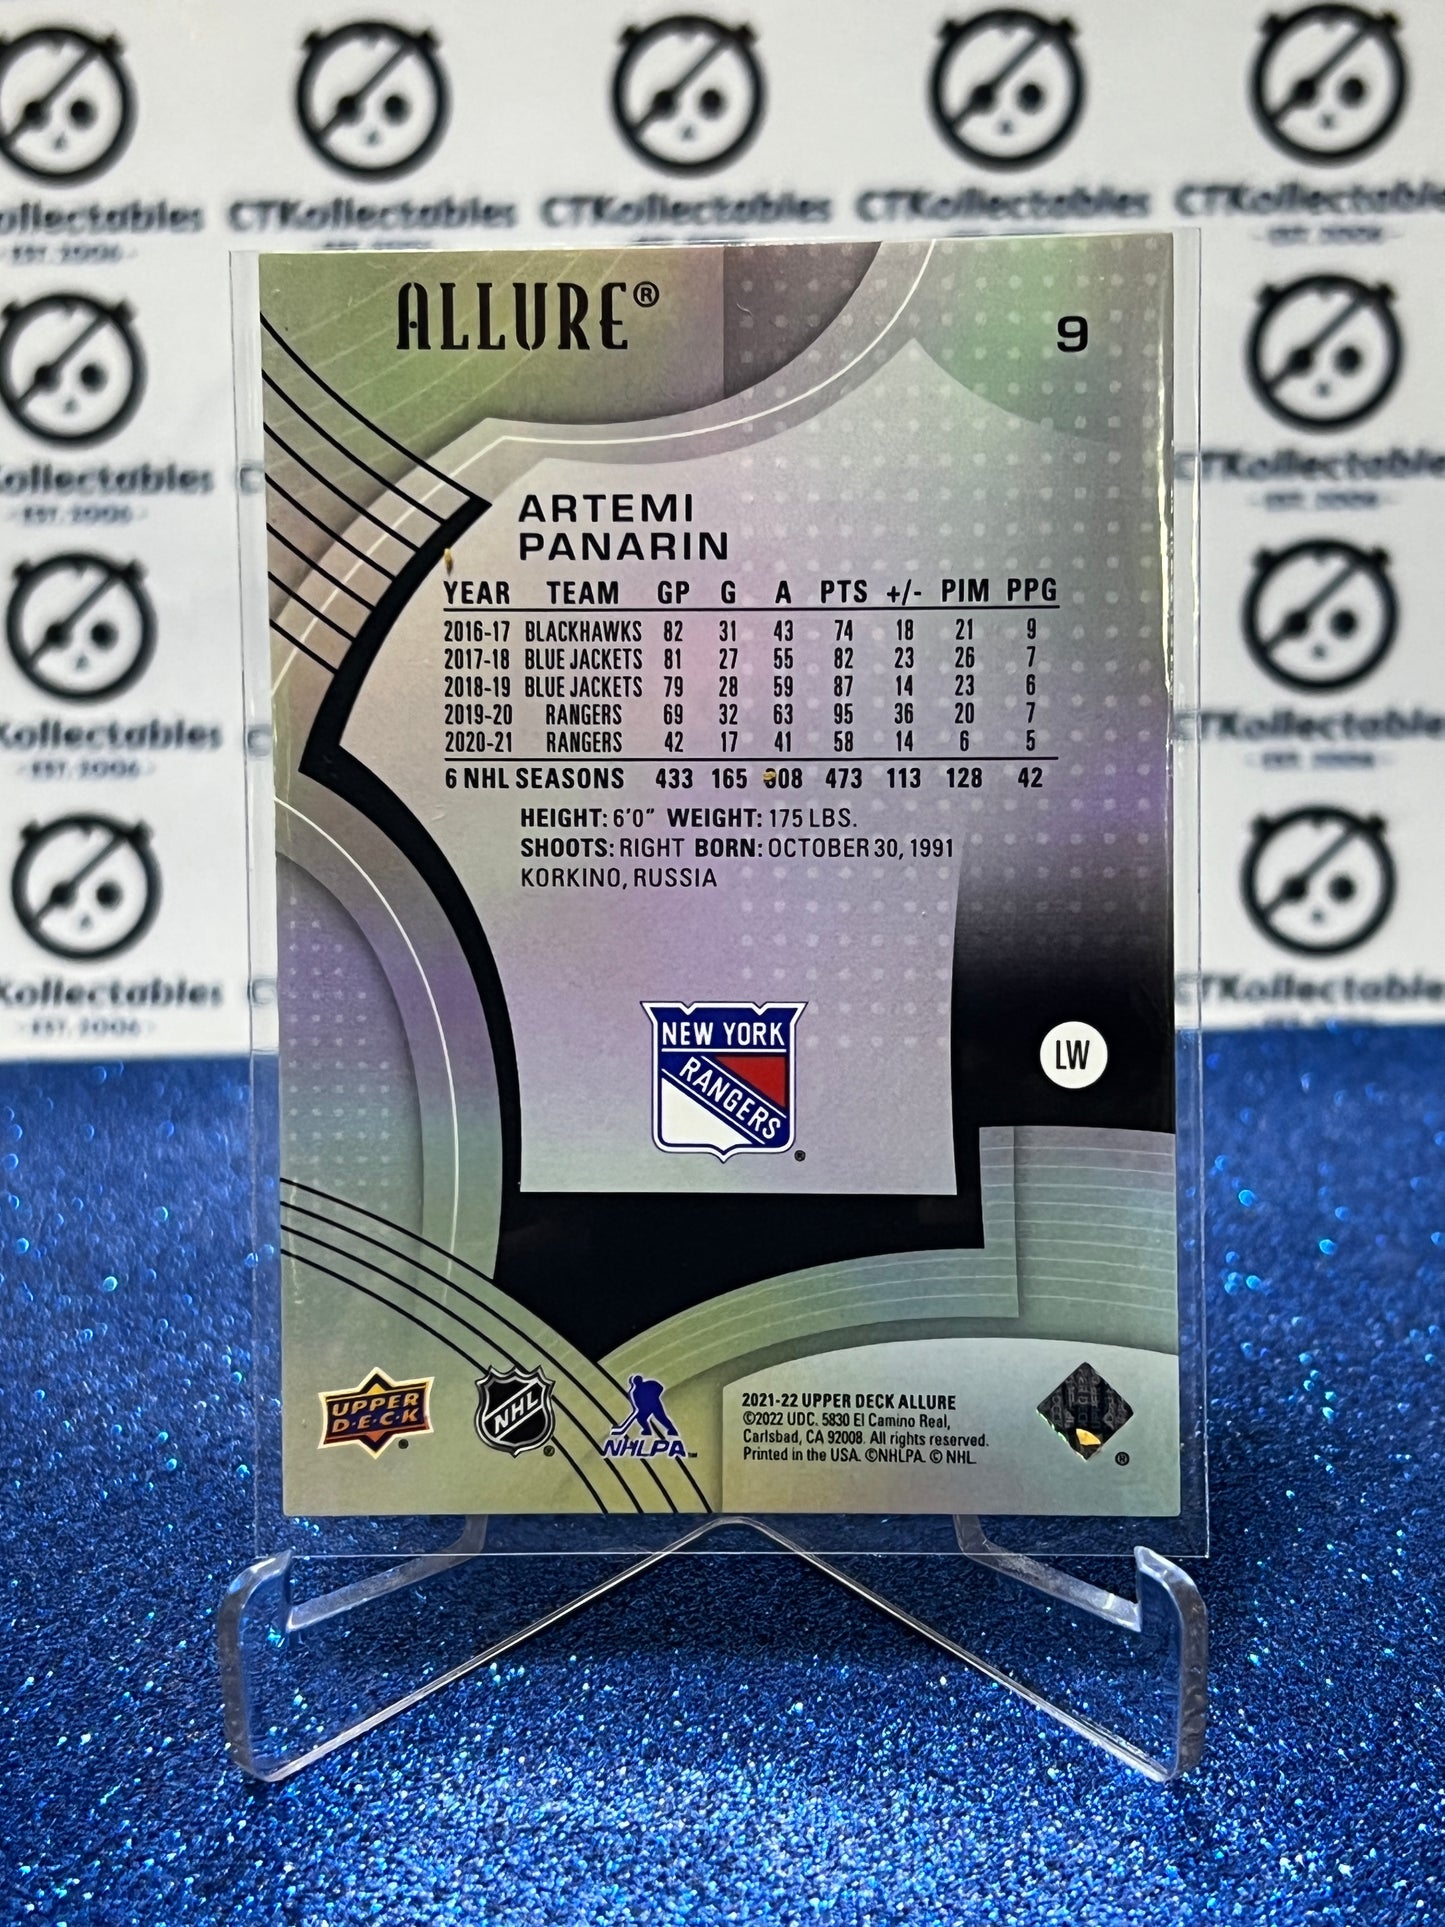 CTKollectables CTKollectables CTKollectables
EST. 2006
ALLURE®
9
ARTEMI
PANARIN
YEAR TEAM GP G A PTS +/- PIM PPG
2016-17 BLACKHAWKS 82 31 43 74 18 21 9
2017-18 BLUE JACKETS 81 27 55 82 23 26 7
2018-19 BLUE JACKETS 79 28 59 87 14 23 6
2019-20 RANGERS 69 32 63 95 36 20 7
2020-21 RANGERS 42 17 41 58 14 6 5
6 NHL SEASONS 433 165 308 473 113 128 42
HEIGHT: 6'0" WEIGHT: 175 LBS.
SHOOTS: RIGHT BORN: OCTOBER 30, 1991
KORKINO, RUSSIA
NEW YORK
RANGERS
®
LW
UPPER
D·E·C·K
®
NHL
®
NHLPA™
2021-22 UPPER DECK ALLURE
©2022 UDC. 5830 El Camino Real,
Carlsbad, CA 92008. All rights reserved.
Printed in the USA. ©NHLPA. © NHL.
®